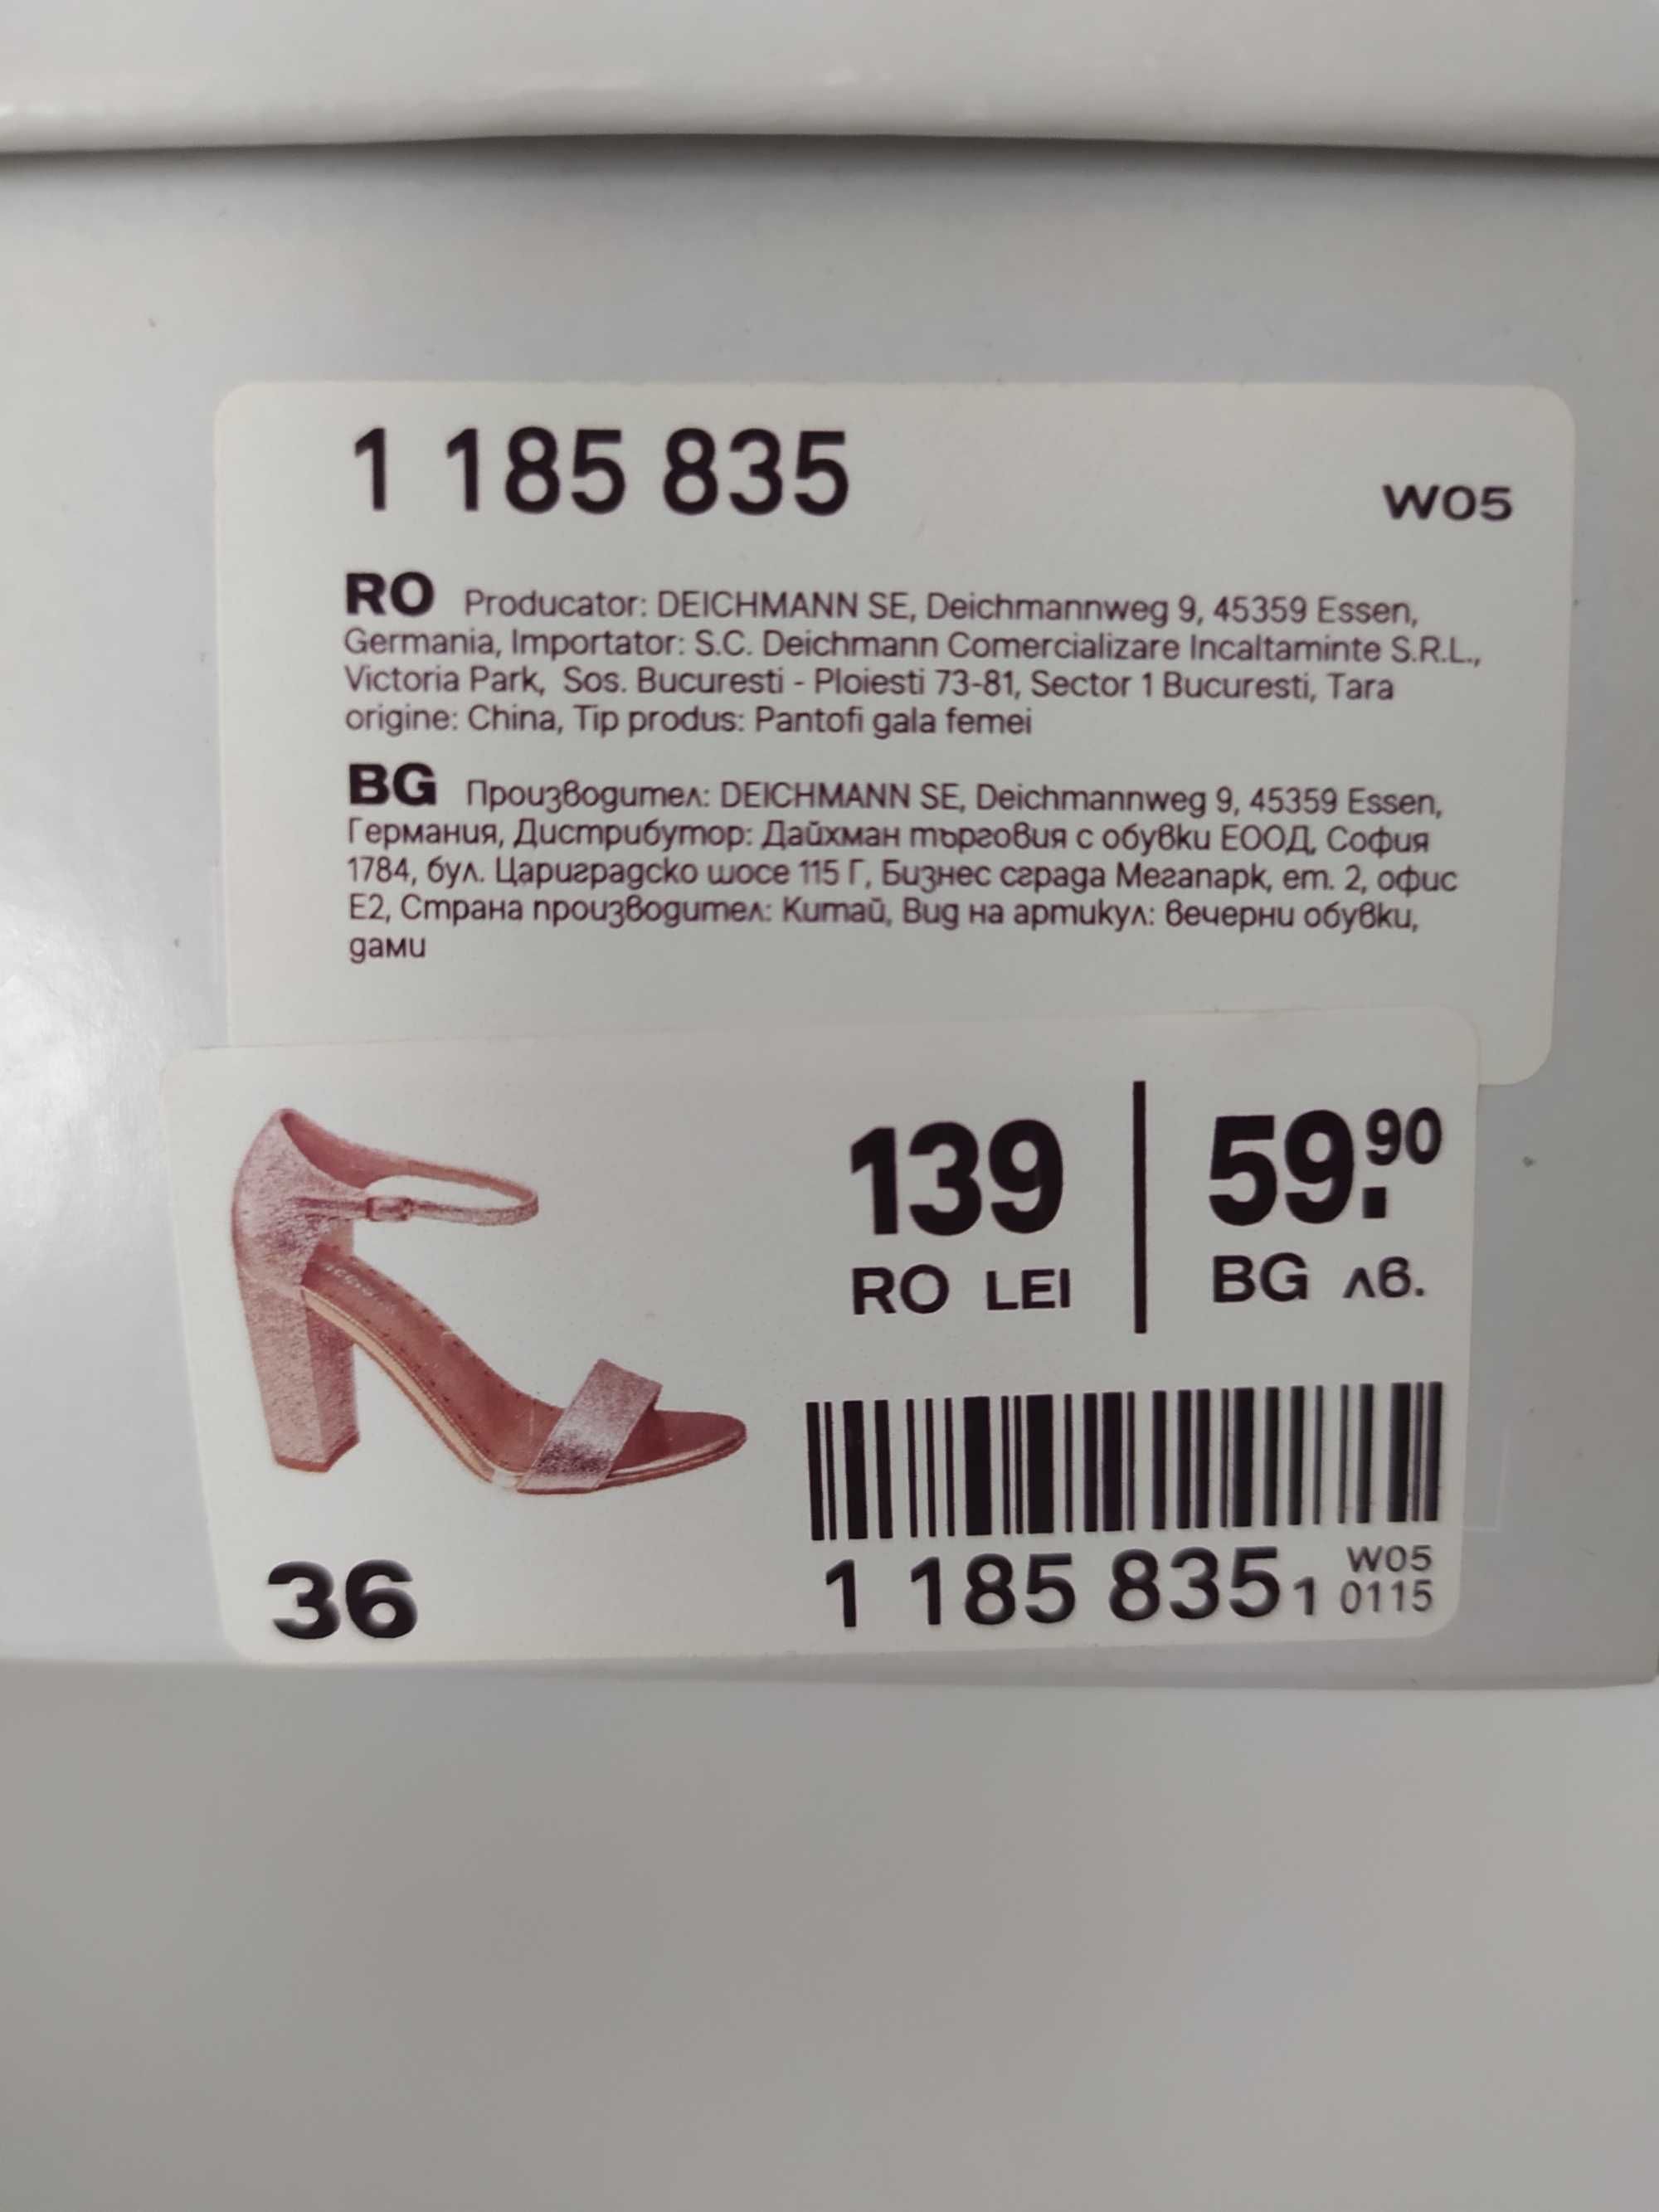 1 185 835
W05
RO Producator: DEICHMANN SE, Deichmannweg 9, 45359 Essen,
Germania, Importator: S.C. Deichmann Comercializare Incaltaminte S.R.L.,
Victoria Park, Sos. Bucuresti - Ploiesti 73-81, Sector 1 Bucuresti, Tara
origine: China, Tip produs: Pantofi gala femei
BG Производител: DEICHMANN SE, Deichmannweg 9, 45359 Essen,
Германия, Дистрибутор: Дайхман търговия с обувки ЕООД, София
1784, бул. Цариградско шосе 115 Г, Бизнес сграда Мегапарк, ет. 2, офис
Е2, Страна производител: Китай, Вид на артикул: вечерни обувки,
дами
139
RO LEI
59.90
BG лв.
36
1 185 835 1
W05
0115